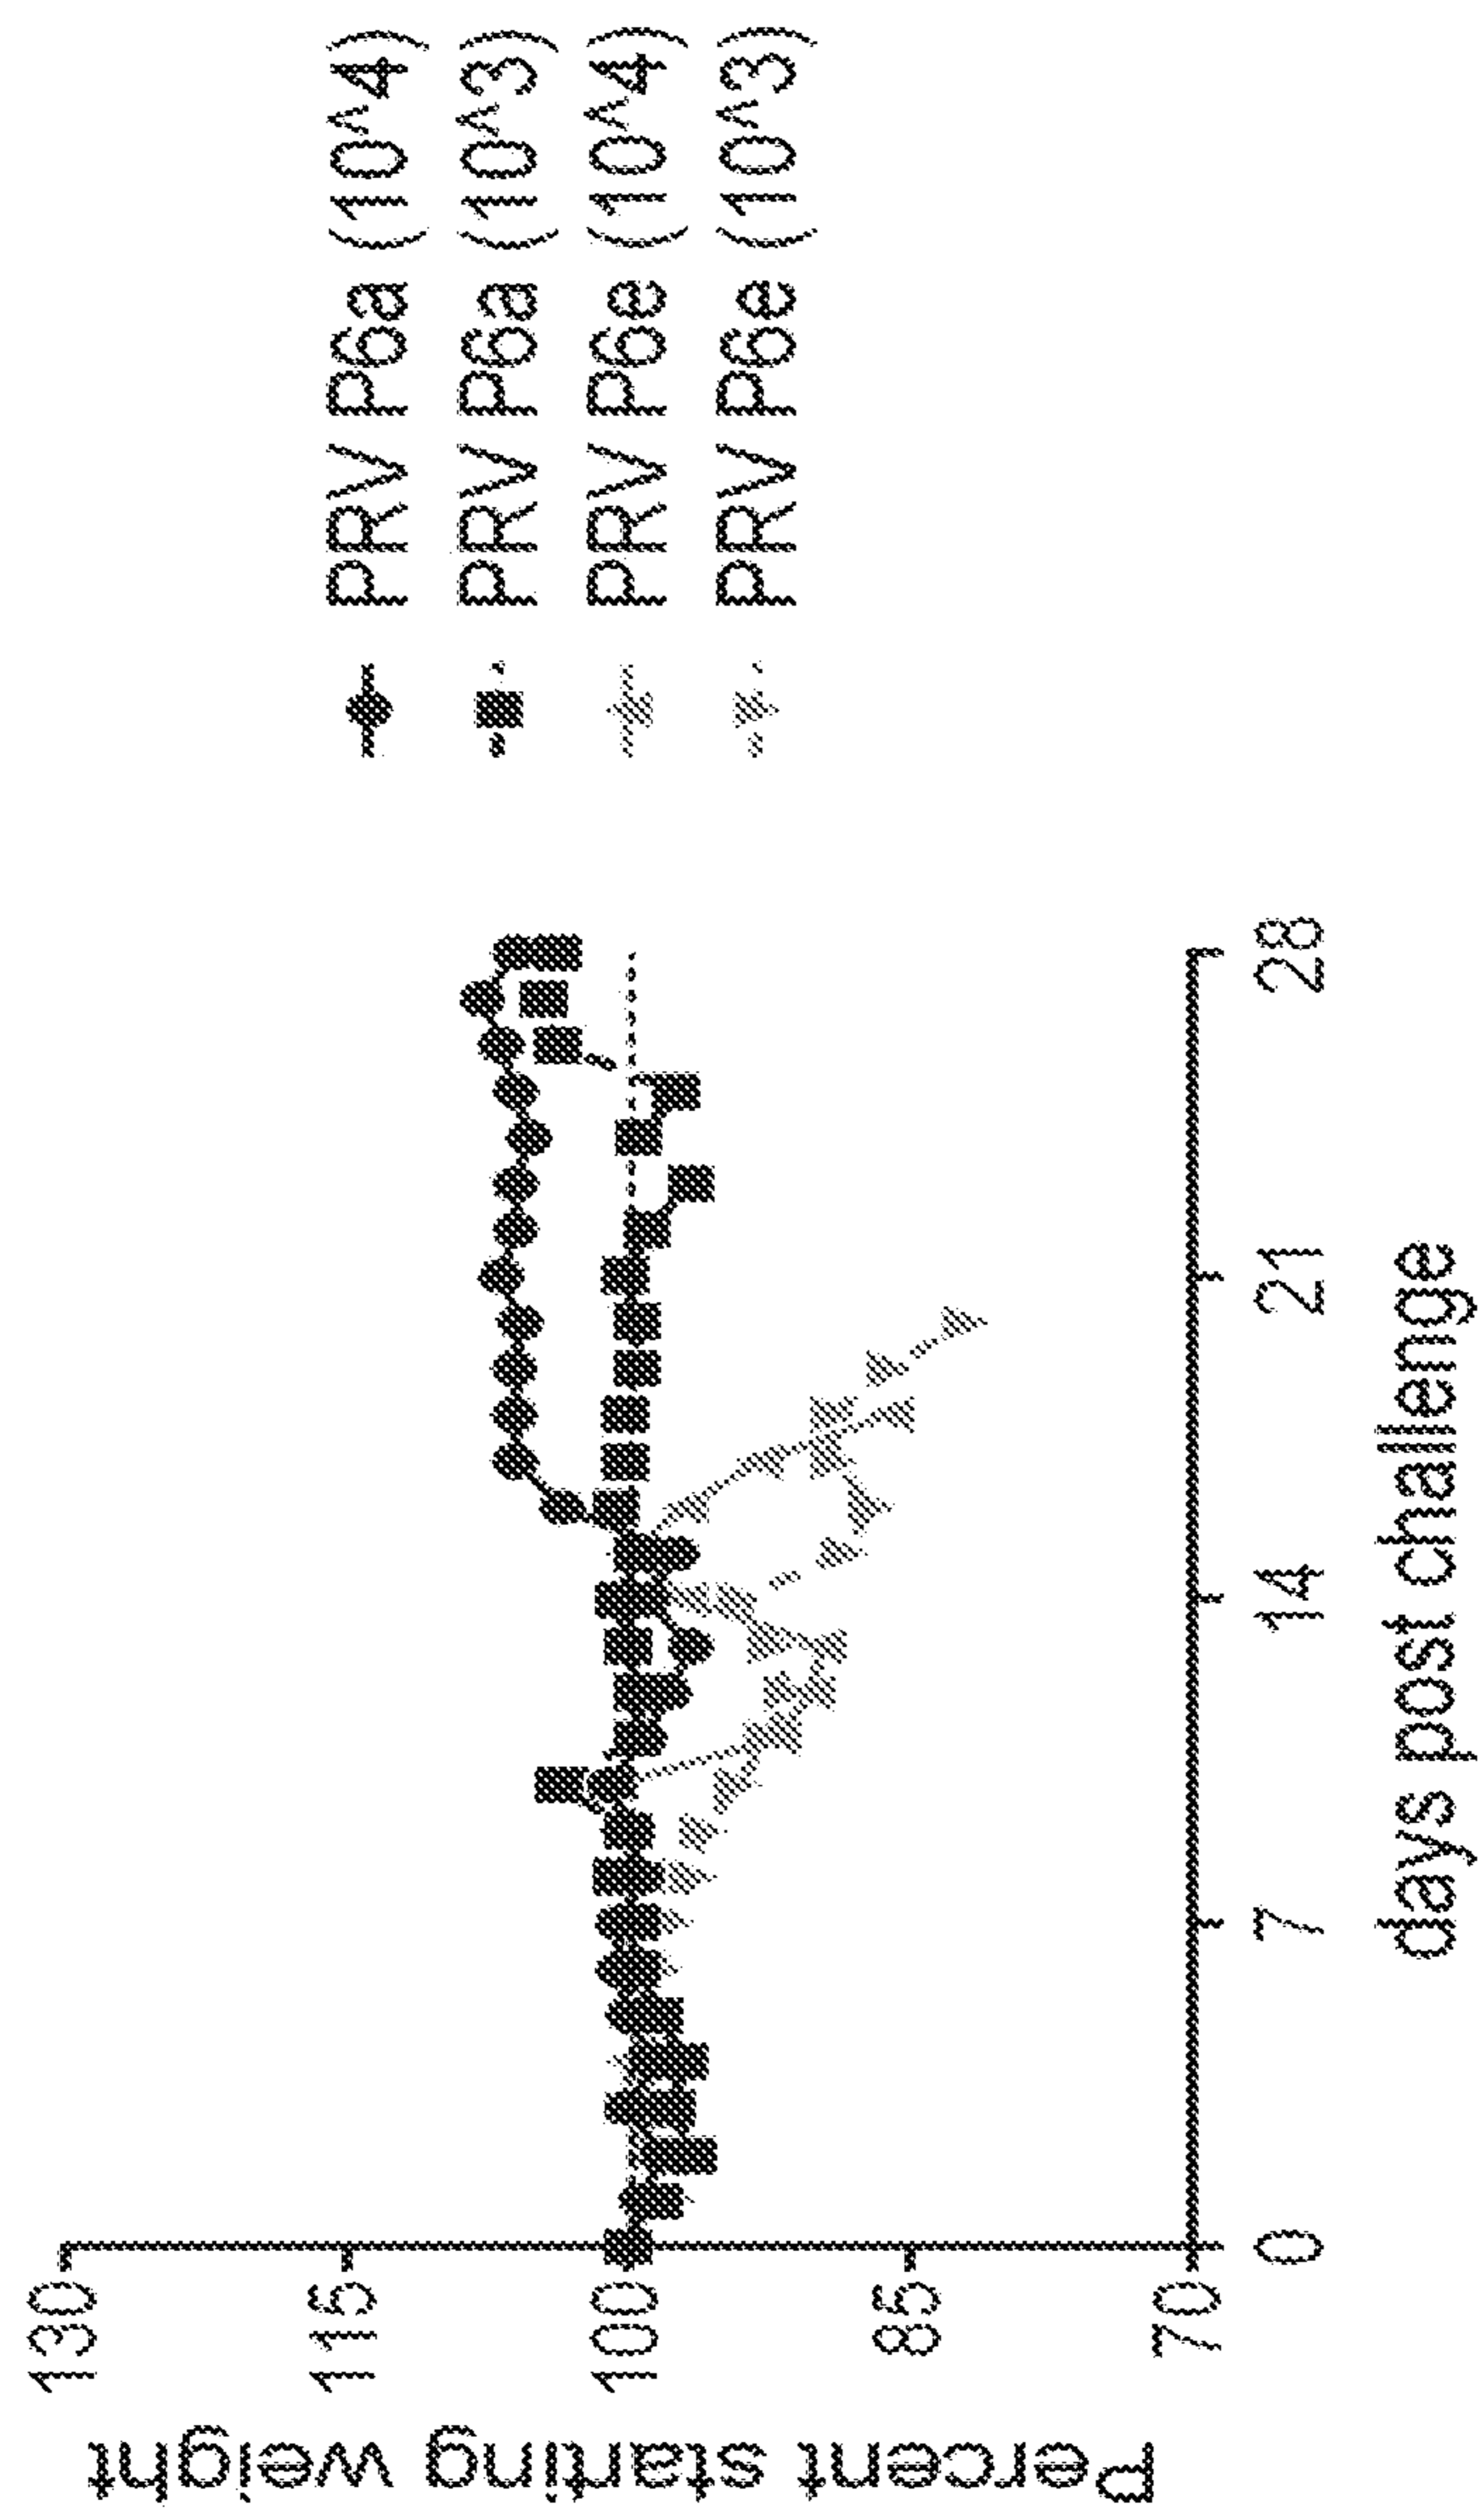 Percent starting weight
130
115
100
85
70
0 7 14 21 28
days post challenge
PRV P6a (10^4)
PRV P6a (10^3)
PRV P6e (10^4)
PRV P6e (10^3)